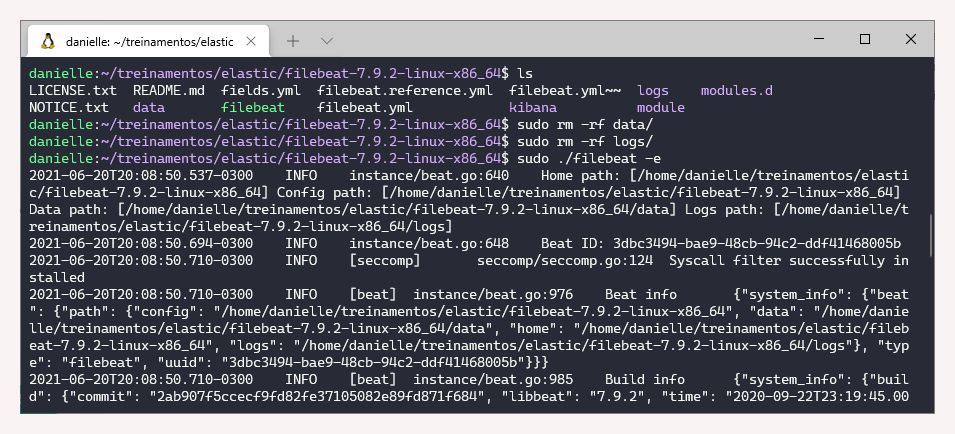 danielle: ~/treinamentos/elastic
danielle:~/treinamentos/elastic/filebeat-7.9.2-linux-x86_64$ ls
LICENSE.txt  README.md  fields.yml  filebeat.reference.yml  filebeat.yml~~  logs    modules.d
NOTICE.txt   data       filebeat    filebeat.yml            kibana          module
danielle:~/treinamentos/elastic/filebeat-7.9.2-linux-x86_64$ sudo rm -rf data/
danielle:~/treinamentos/elastic/filebeat-7.9.2-linux-x86_64$ sudo rm -rf logs/
danielle:~/treinamentos/elastic/filebeat-7.9.2-linux-x86_64$ sudo ./filebeat -e
2021-06-20T20:08:50.537-0300    INFO    instance/beat.go:640    Home path: [/home/danielle/treinamentos/elasti
c/filebeat-7.9.2-linux-x86_64] Config path: [/home/danielle/treinamentos/elastic/filebeat-7.9.2-linux-x86_64]
Data path: [/home/danielle/treinamentos/elastic/filebeat-7.9.2-linux-x86_64/data] Logs path: [/home/danielle/t
reinamentos/elastic/filebeat-7.9.2-linux-x86_64/logs]
2021-06-20T20:08:50.694-0300    INFO    instance/beat.go:648    Beat ID: 3dbc3494-bae9-48cb-94c2-ddf41468005b
2021-06-20T20:08:50.710-0300    INFO    [seccomp]       seccomp/seccomp.go:124  Syscall filter successfully in
stalled
2021-06-20T20:08:50.710-0300    INFO    [beat]  instance/beat.go:976    Beat info       {"system_info": {"beat
": {"path": {"config": "/home/danielle/treinamentos/elastic/filebeat-7.9.2-linux-x86_64", "data": "/home/danie
lle/treinamentos/elastic/filebeat-7.9.2-linux-x86_64/data", "home": "/home/danielle/treinamentos/elastic/fileb
eat-7.9.2-linux-x86_64", "logs": "/home/danielle/treinamentos/elastic/filebeat-7.9.2-linux-x86_64/logs"}, "typ
e": "filebeat", "uuid": "3dbc3494-bae9-48cb-94c2-ddf41468005b"}}}
2021-06-20T20:08:50.710-0300    INFO    [beat]  instance/beat.go:985    Build info      {"system_info": {"buil
d": {"commit": "2ab907f5ccecf9fd82fe37105082e89fd871f684", "libbeat": "7.9.2", "time": "2020-09-22T23:19:45.00